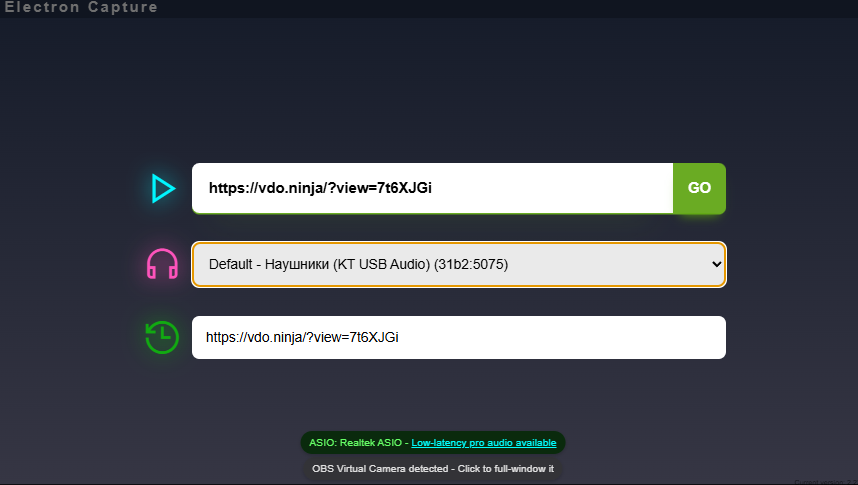 Electron Capture
https://vdo.ninja/?view=7t6XJGi
GO
Default - Наушники (KT USB Audio) (31b2:5075)
https://vdo.ninja/?view=7t6XJGi
ASIO: Realtek ASIO - Low-latency pro audio available
OBS Virtual Camera detected - Click to full-window it